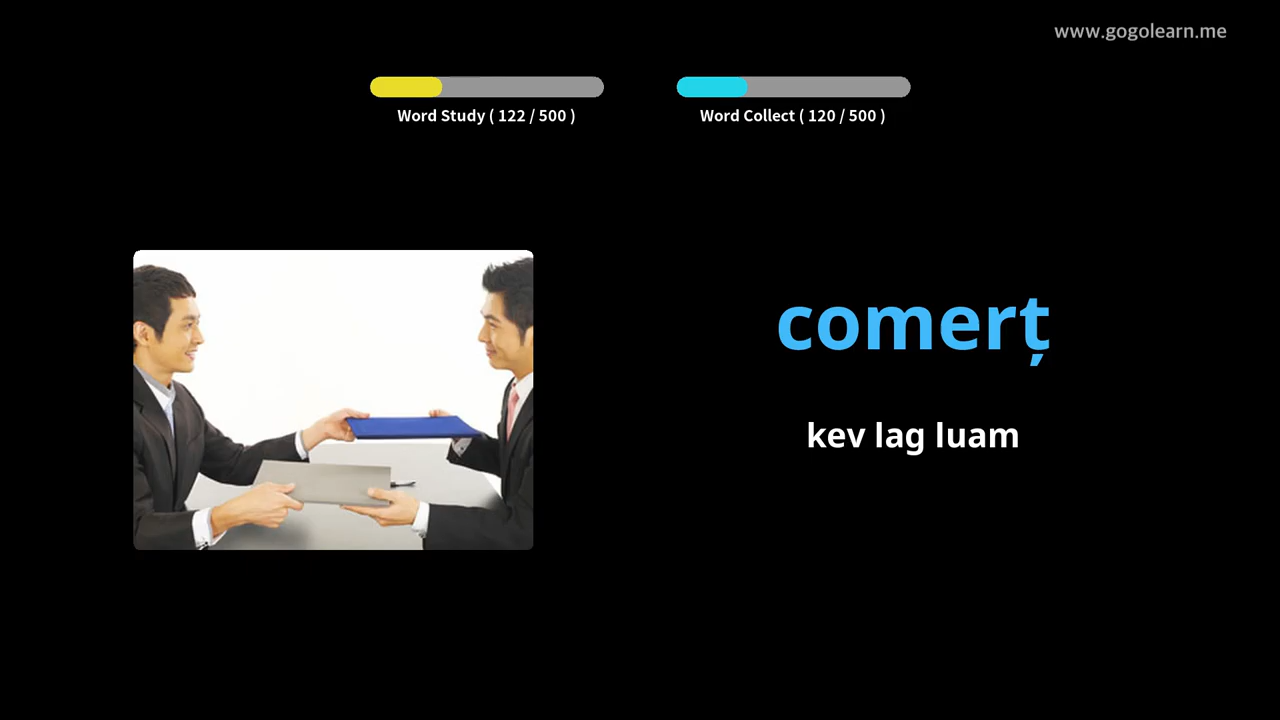 www.gogolearn.me
Word Study ( 122 / 500 )
Word Collect ( 120 / 500 )
comerț
kev lag luam